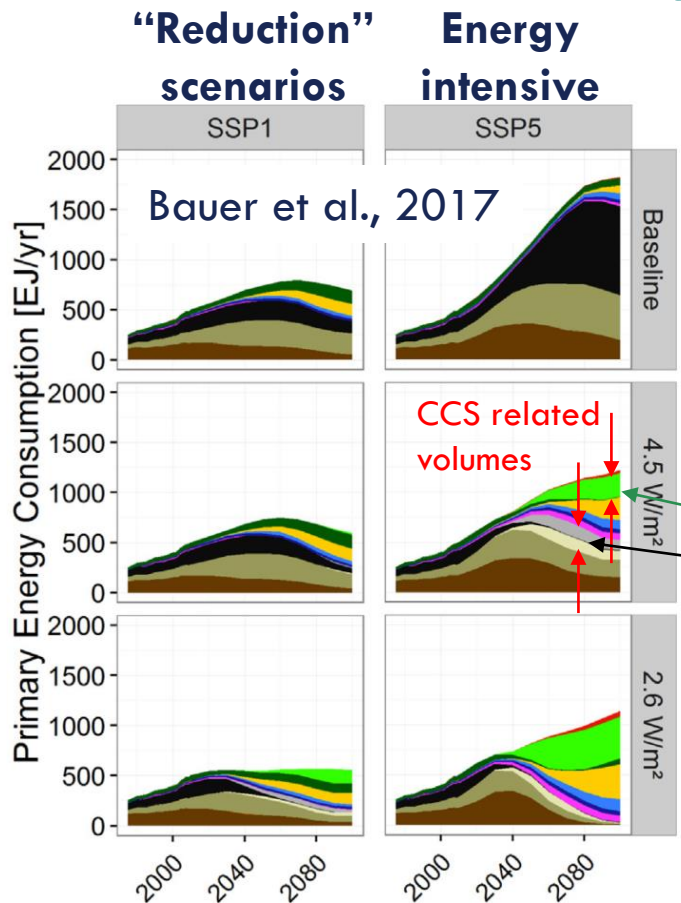 “Reduction” scenarios
Energy intensive
SSP1
SSP5
Primary Energy Consumption [EJ/yr]
2000
1500
1000
500
0
Bauer et al., 2017
Baseline
2000
1500
1000
500
0
CCS related
volumes
4.5 W/m²
2000
1500
1000
500
0
2.6 W/m²
2000
2040
2080
2000
2040
2080